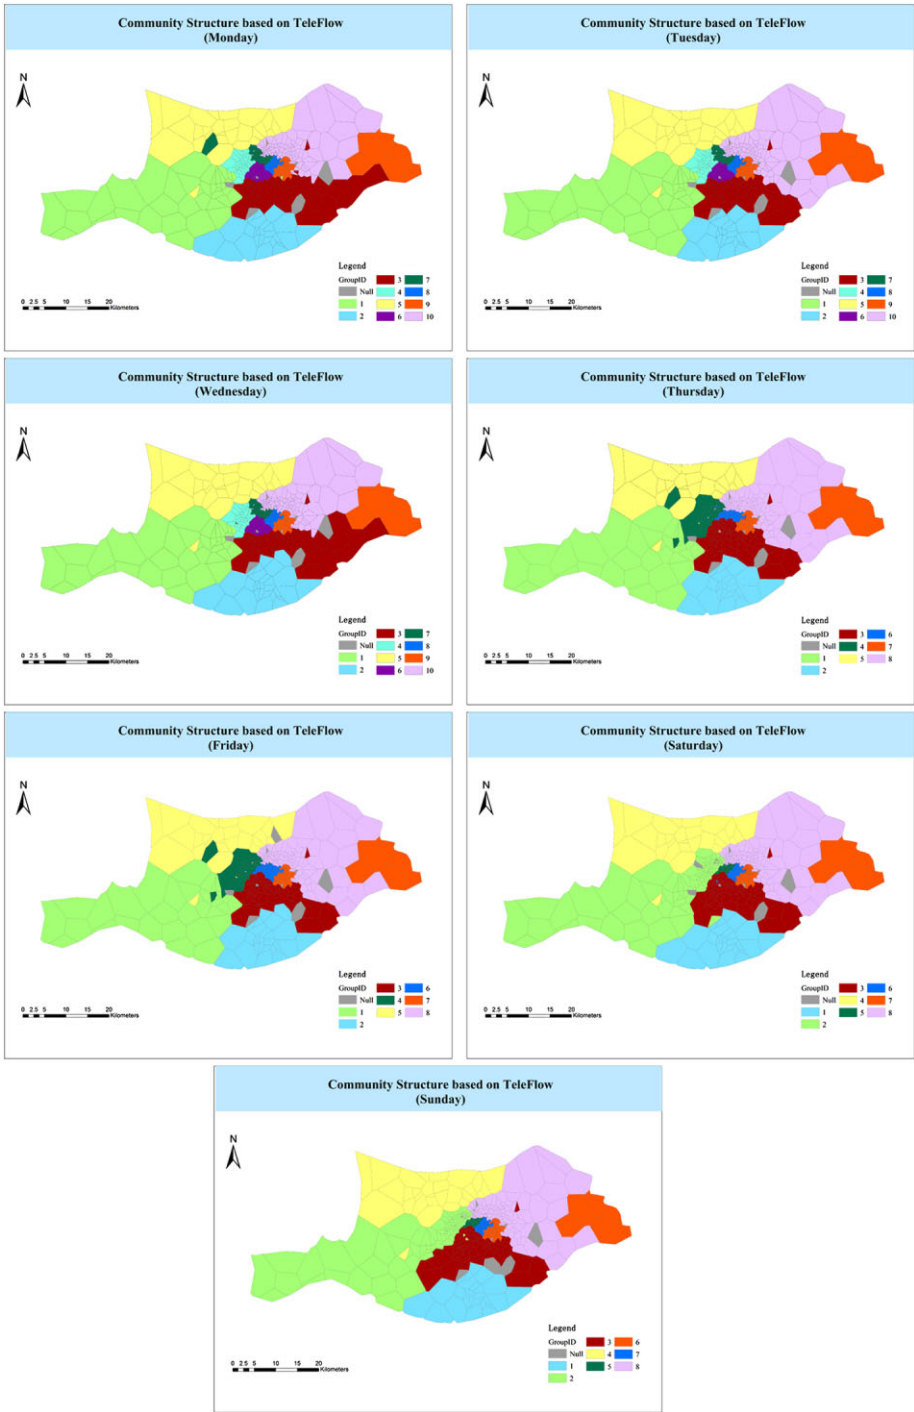 Community Structure based on TeleFlow
(Monday)
N
Legend
GroupID 3 7
Null 4 8
1 5 9
2 6 10
0 2.5 5 10 15 20
Kilometers
Community Structure based on TeleFlow
(Tuesday)
N
Legend
GroupID 3 7
Null 4 8
1 5 9
2 6 10
0 2.5 5 10 15 20
Kilometers
Community Structure based on TeleFlow
(Wednesday)
N
Legend
GroupID 3 7
Null 4 8
1 5 9
2 6 10
0 2.5 5 10 15 20
Kilometers
Community Structure based on TeleFlow
(Thursday)
N
Legend
GroupID 3 6
Null 4 7
1 5 8
2
0 2.5 5 10 15 20
Kilometers
Community Structure based on TeleFlow
(Friday)
N
Legend
GroupID 3 6
Null 4 7
1 5 8
2
0 2.5 5 10 15 20
Kilometers
Community Structure based on TeleFlow
(Saturday)
N
Legend
GroupID 3 6
Null 4 7
1 5 8
2
0 2.5 5 10 15 20
Kilometers
Community Structure based on TeleFlow
(Sunday)
N
Legend
GroupID 3 6
Null 4 7
1 5 8
2
0 2.5 5 10 15 20
Kilometers